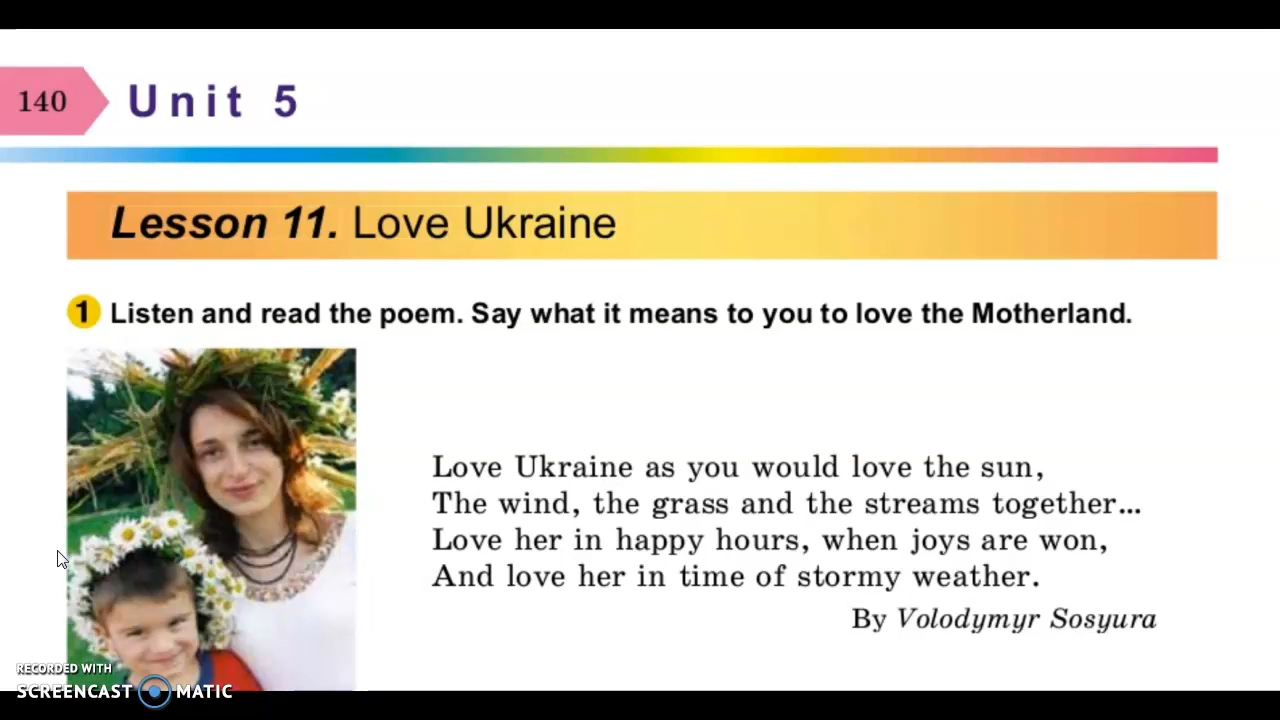 140
Unit 5
Lesson 11. Love Ukraine
1 Listen and read the poem. Say what it means to you to love the Motherland.
Love Ukraine as you would love the sun,
The wind, the grass and the streams together...
Love her in happy hours, when joys are won,
And love her in time of stormy weather.
By Volodymyr Sosyura
RECORDED WITH
SCREENCAST MATIC